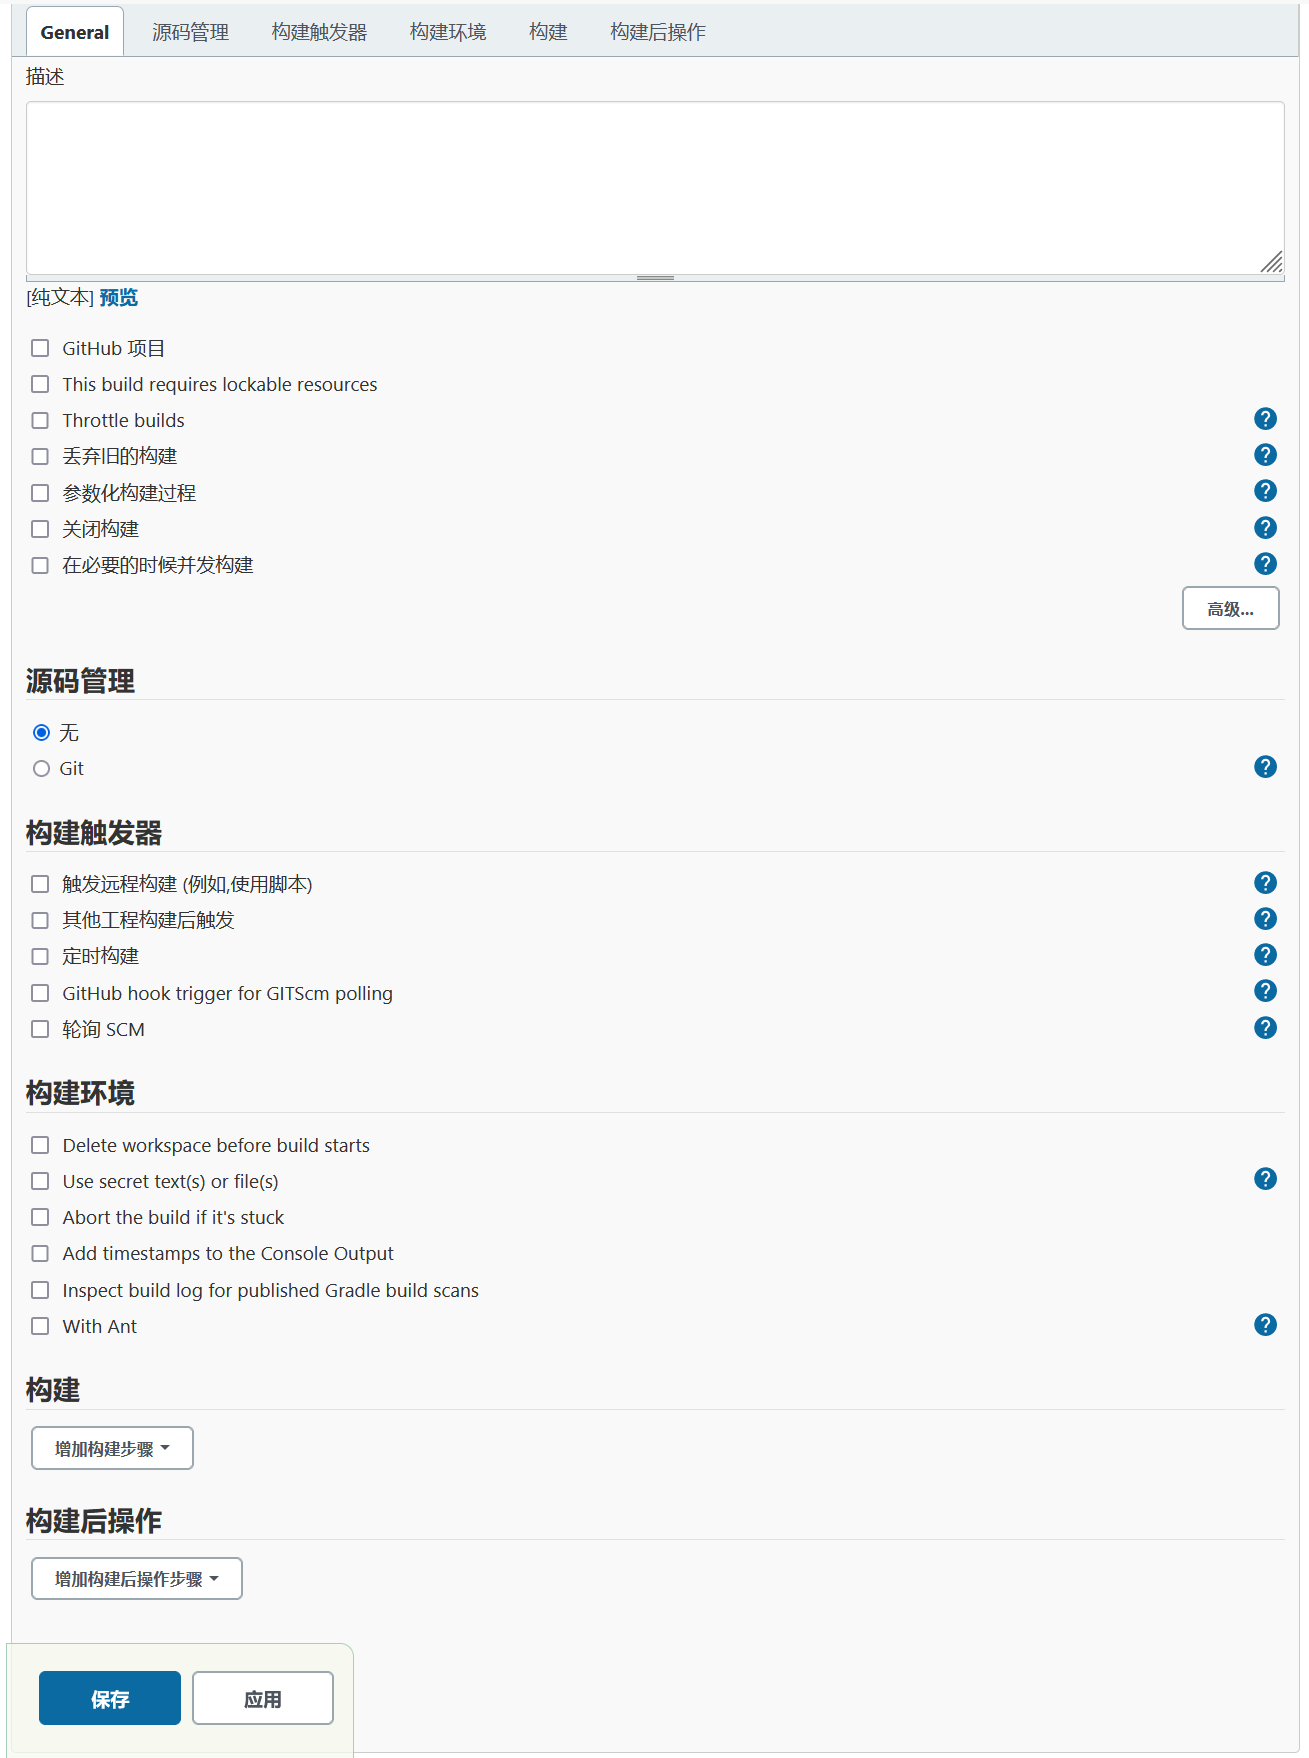 General 源码管理 构建触发器 构建环境 构建 构建后操作
描述
[纯文本] 预览
GitHub 项目
This build requires lockable resources
Throttle builds
丢弃旧的构建
参数化构建过程
关闭构建
在必要的时候并发构建
高级...
源码管理
无
Git
构建触发器
触发远程构建 (例如,使用脚本)
其他工程构建后触发
定时构建
GitHub hook trigger for GITScm polling
轮询 SCM
构建环境
Delete workspace before build starts
Use secret text(s) or file(s)
Abort the build if it's stuck
Add timestamps to the Console Output
Inspect build log for published Gradle build scans
With Ant
构建
增加构建步骤
构建后操作
增加构建后操作步骤
保存 应用